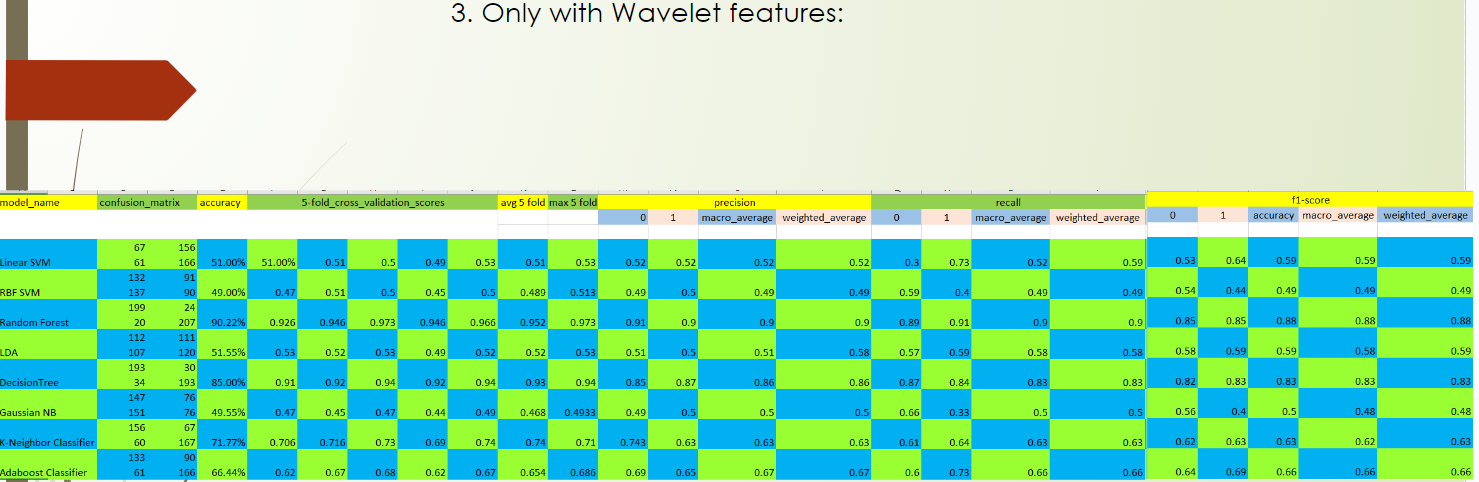 3. Only with Wavelet features:
model_name confusion_matrix accuracy 5-fold_cross_validation_scores avg 5 fold max 5 fold precision recall f1-score
0 1 macro_average weighted_average 0 1 macro_average weighted_average 0 1 accuracy macro_average weighted_average
67 156
Linear SVM 61 166 51.00% 51.00% 0.51 0.5 0.49 0.53 0.51 0.53 0.52 0.52 0.52 0.52 0.3 0.73 0.52 0.59 0.53 0.64 0.59 0.59 0.59
132 91
RBF SVM 137 90 49.00% 0.47 0.51 0.5 0.45 0.5 0.489 0.513 0.49 0.5 0.49 0.49 0.59 0.4 0.49 0.49 0.54 0.44 0.49 0.49 0.49
199 24
Random Forest 20 207 90.22% 0.926 0.946 0.973 0.946 0.966 0.952 0.973 0.91 0.9 0.9 0.9 0.89 0.91 0.9 0.9 0.85 0.85 0.88 0.88 0.88
112 111
LDA 107 120 51.55% 0.53 0.52 0.53 0.49 0.52 0.52 0.53 0.51 0.5 0.51 0.58 0.57 0.59 0.58 0.58 0.58 0.59 0.59 0.58 0.59
193 30
DecisionTree 34 193 85.00% 0.91 0.92 0.94 0.92 0.94 0.93 0.94 0.85 0.87 0.86 0.86 0.87 0.84 0.83 0.83 0.82 0.83 0.83 0.83 0.83
147 76
Gaussian NB 151 76 49.55% 0.47 0.45 0.47 0.44 0.49 0.468 0.4933 0.49 0.5 0.5 0.5 0.66 0.33 0.5 0.5 0.56 0.4 0.5 0.48 0.48
156 67
K-Neighbor Classifier 60 167 71.77% 0.706 0.716 0.73 0.69 0.74 0.74 0.71 0.743 0.63 0.63 0.63 0.61 0.64 0.63 0.63 0.62 0.63 0.63 0.62 0.63
133 90
Adaboost Classifier 61 166 66.44% 0.62 0.67 0.68 0.62 0.67 0.654 0.686 0.69 0.65 0.67 0.67 0.6 0.73 0.66 0.66 0.64 0.69 0.66 0.66 0.66